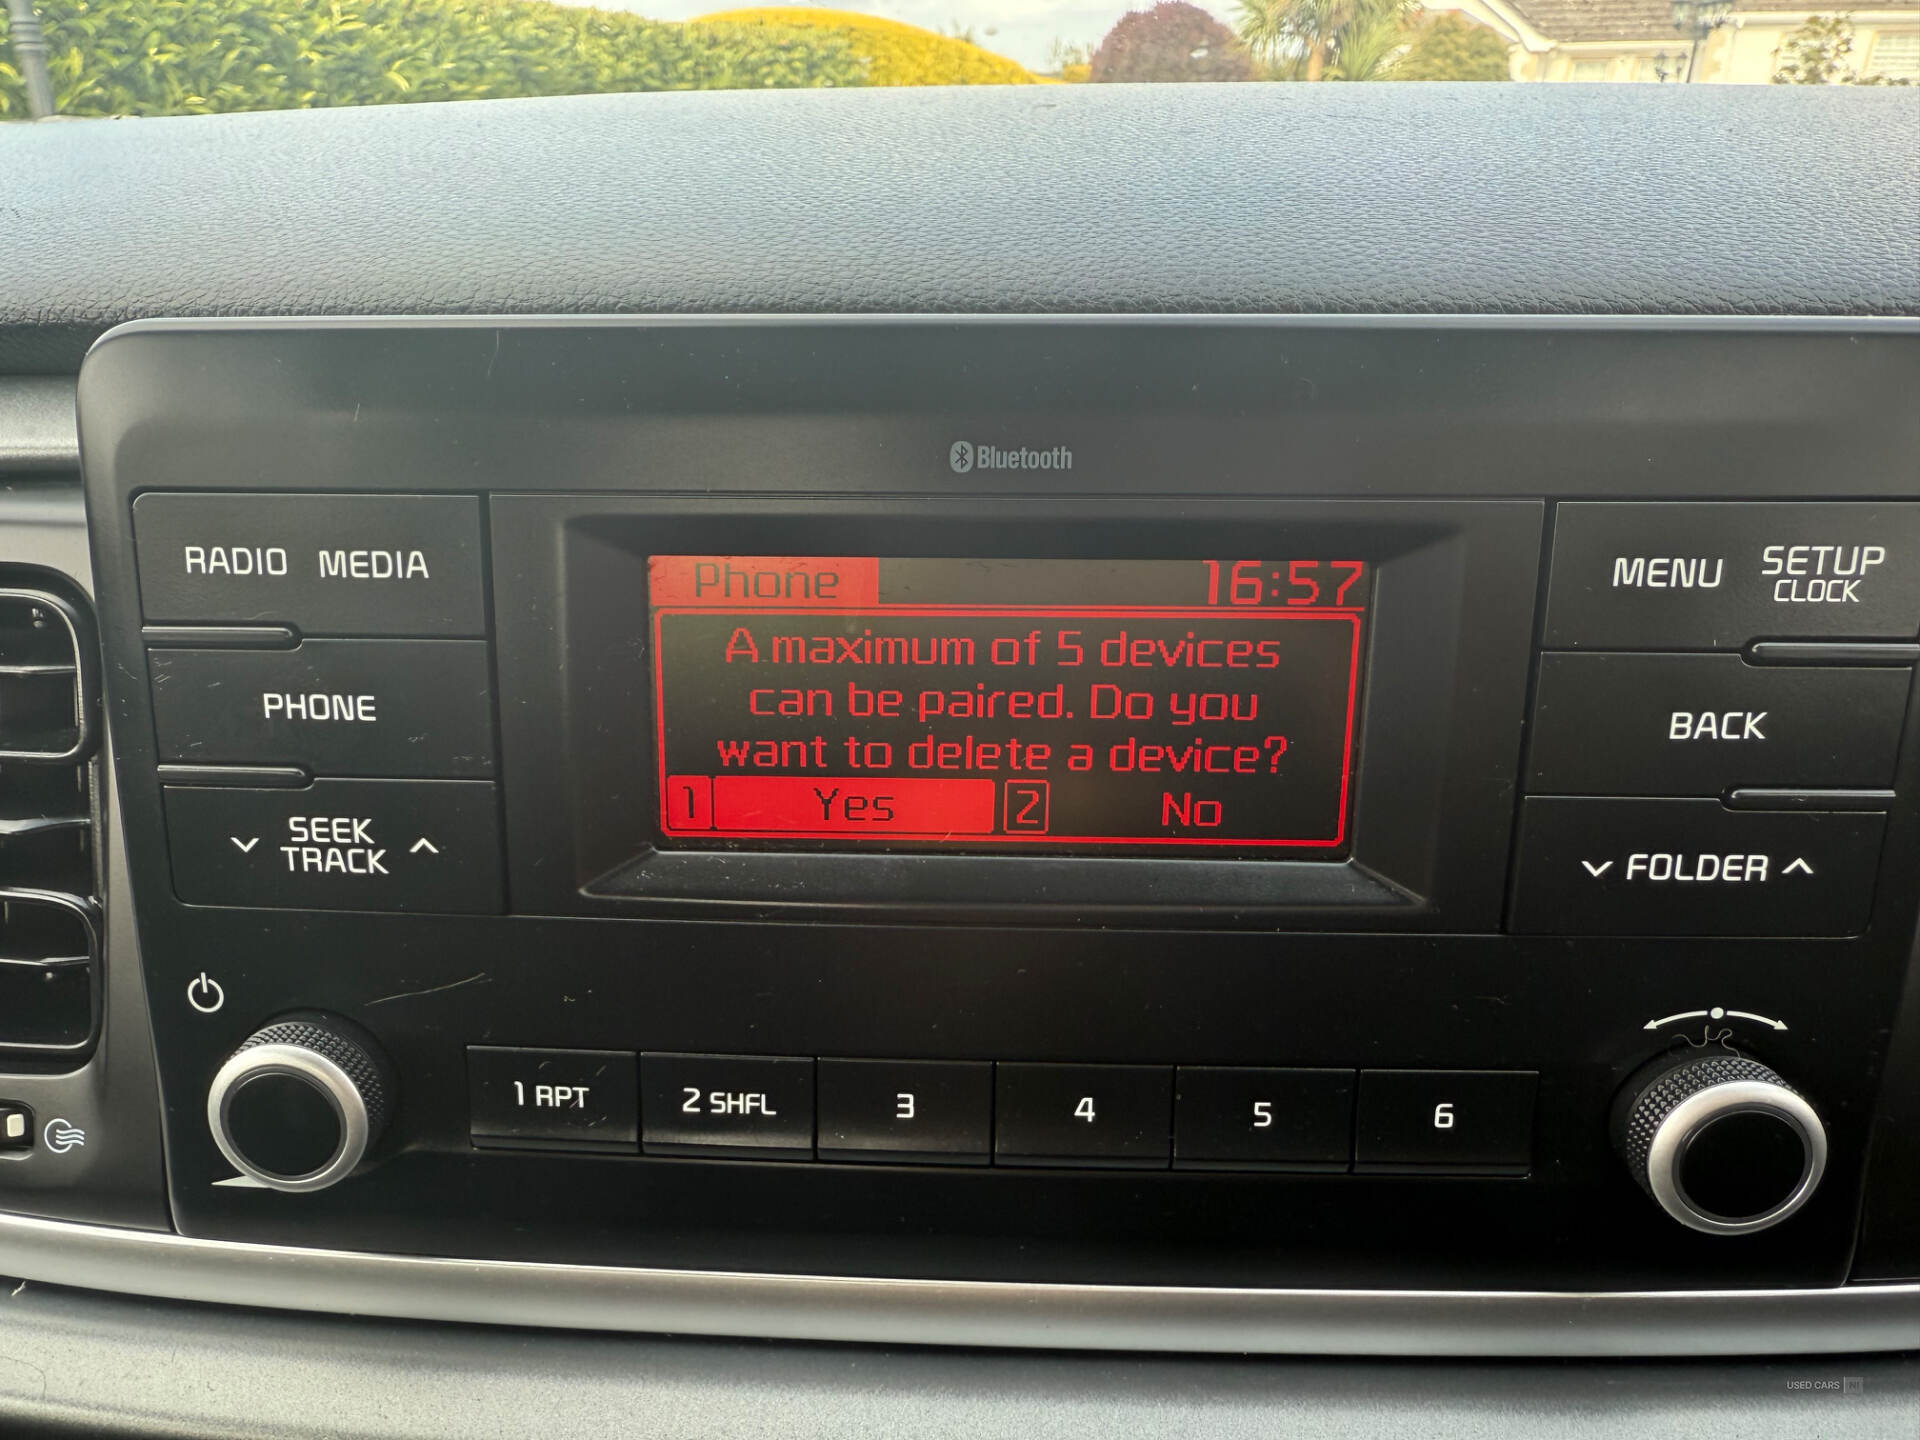 Bluetooth
RADIO MEDIA
PHONE
SEEK
TRACK
Phone 16:57
A maximum of 5 devices
can be paired. Do you
want to delete a device?
1 Yes 2 No
MENU SETUP
CLOCK
BACK
FOLDER
1 RPT 2 SHFL 3 4 5 6
USED CARS NI